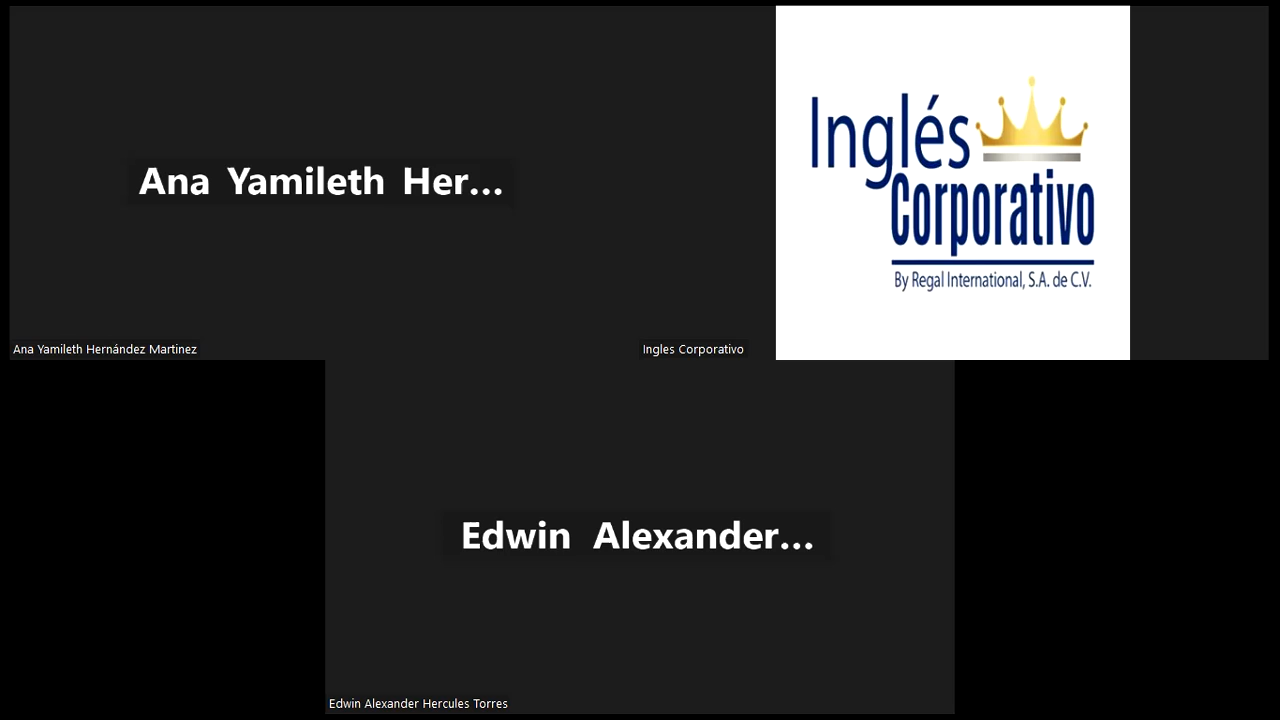 Ana Yamileth Her...
Ana Yamileth Hernández Martinez
Inglés
Corporativo
By Regal International, S.A. de C.V.
Ingles Corporativo
Edwin Alexander...
Edwin Alexander Hercules Torres